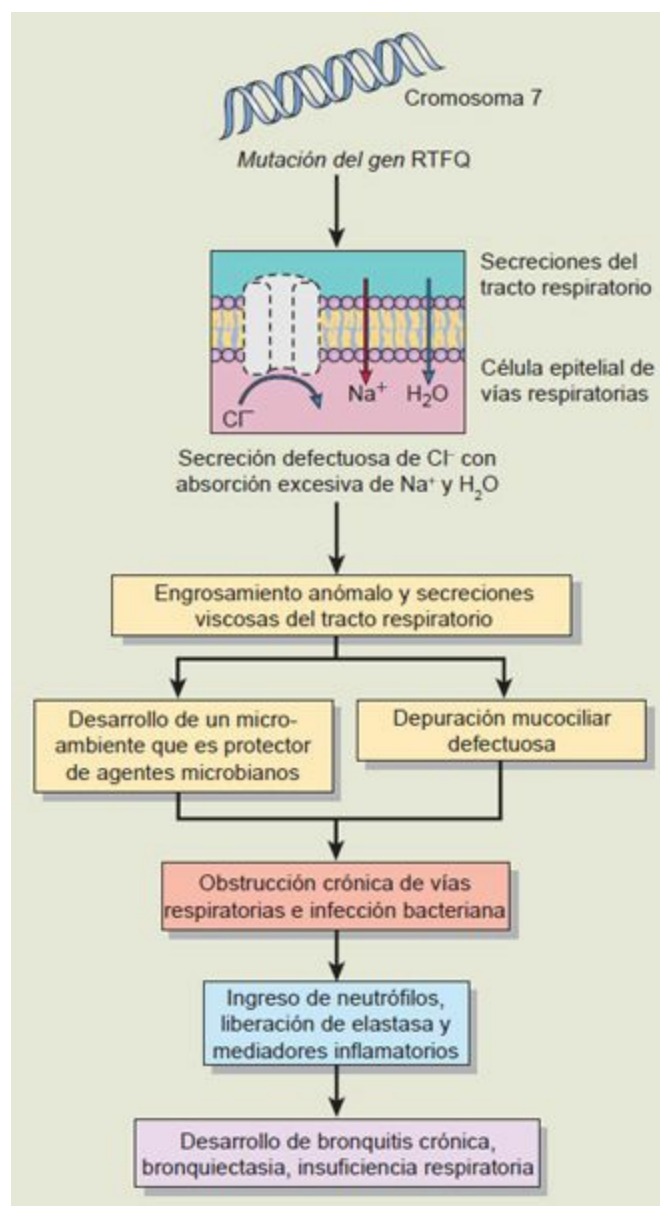 Cromosoma 7
Mutación del gen RTFQ
Secreciones del
tracto respiratorio
Célula epitelial de
vías respiratorias
Cl⁻
Na⁺
H₂O
Secreción defectuosa de Cl⁻ con
absorción excesiva de Na⁺ y H₂O
Engrosamiento anómalo y secreciones
viscosas del tracto respiratorio
Desarrollo de un micro-
ambiente que es protector
de agentes microbianos
Depuración mucociliar
defectuosa
Obstrucción crónica de vías
respiratorias e infección bacteriana
Ingreso de neutrófilos,
liberación de elastasa y
mediadores inflamatorios
Desarrollo de bronquitis crónica,
bronquiectasia, insuficiencia respiratoria